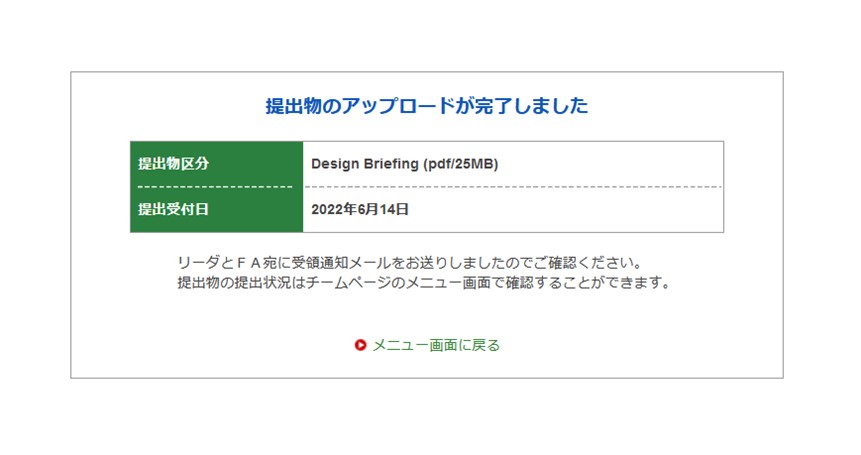 提出物のアップロードが完了しました
提出物区分 Design Briefing (pdf/25MB)
提出受付日 2022年6月14日
リーダとＦＡ宛に受領通知メールをお送りしましたのでご確認ください。
提出物の提出状況はチームページのメニュー画面で確認することができます。
メニュー画面に戻る